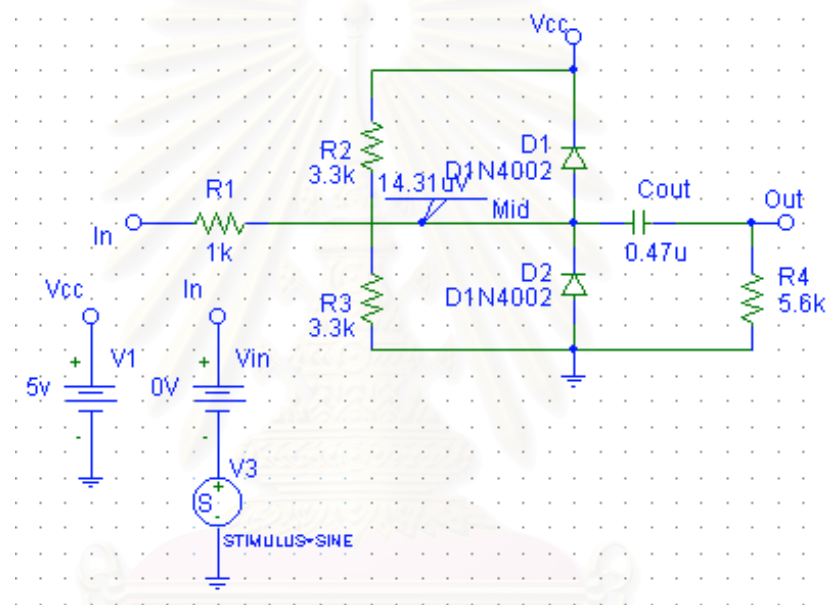 Vcc
R2
3.3k
D1
D1N4002
14.31uV
R1
1k
In
Mid
Cout
0.47u
Out
R3
3.3k
D2
D1N4002
R4
5.6k
Vcc
+
V1
5v
-
In
+
Vin
0V
-
V3
S
+
-
STIMULUS=SINE